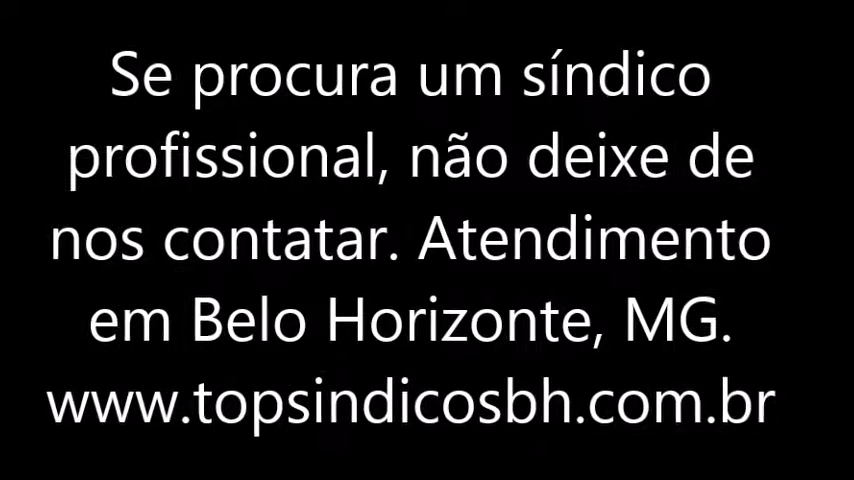 Se procura um síndico
profissional, não deixe de
nos contatar. Atendimento
em Belo Horizonte, MG.
www.topsindicosbh.com.br